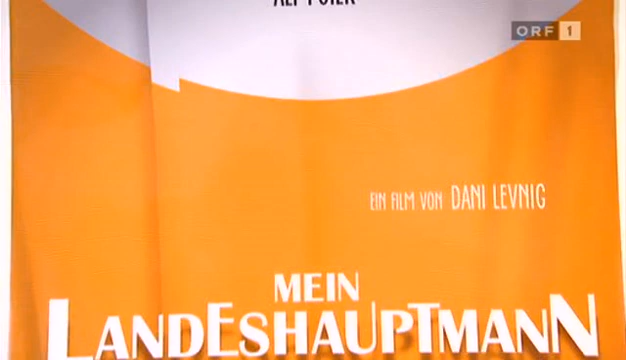 ORF 1
EIN FILM VON DANI LEVNIG
MEIN
LANDESHAUPTMANN